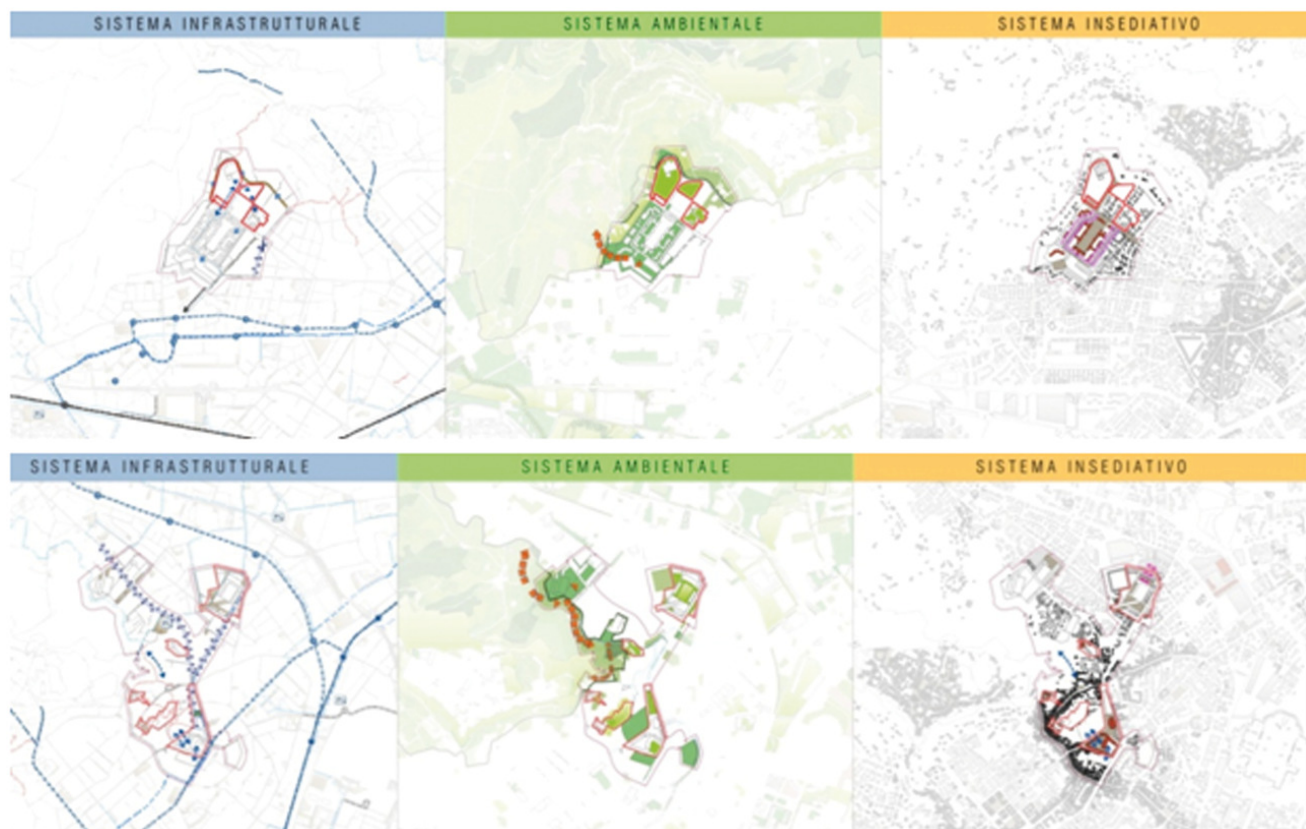 SISTEMA INFRASTRUTTURALE
SISTEMA AMBIENTALE
SISTEMA INSEDIATIVO
SISTEMA INFRASTRUTTURALE
SISTEMA AMBIENTALE
SISTEMA INSEDIATIVO